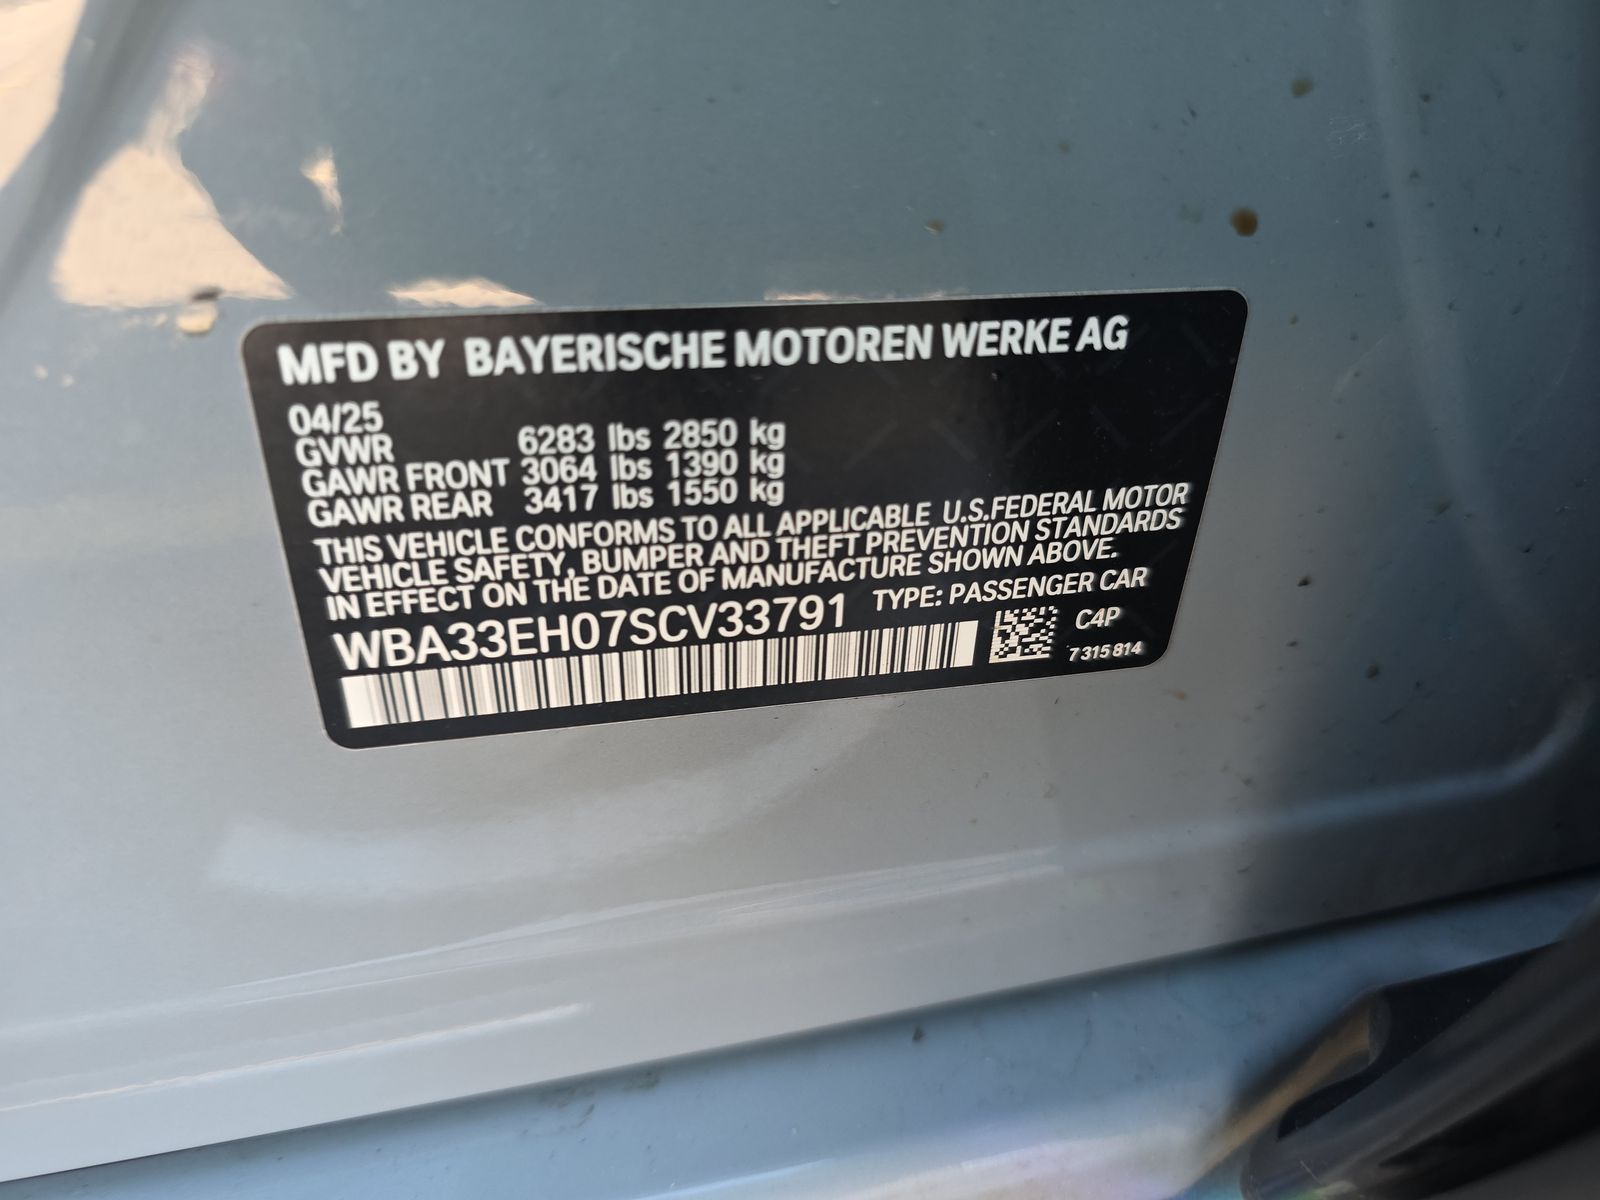 MFD BY BAYERISCHE MOTOREN WERKE AG
04/25
GVWR 6283 lbs 2850 kg
GAWR FRONT 3064 lbs 1390 kg
GAWR REAR 3417 lbs 1550 kg
THIS VEHICLE CONFORMS TO ALL APPLICABLE U.S.FEDERAL MOTOR
VEHICLE SAFETY, BUMPER AND THEFT PREVENTION STANDARDS
IN EFFECT ON THE DATE OF MANUFACTURE SHOWN ABOVE.
WBA33EH07SCV33791 TYPE: PASSENGER CAR
C4P
7 315 814